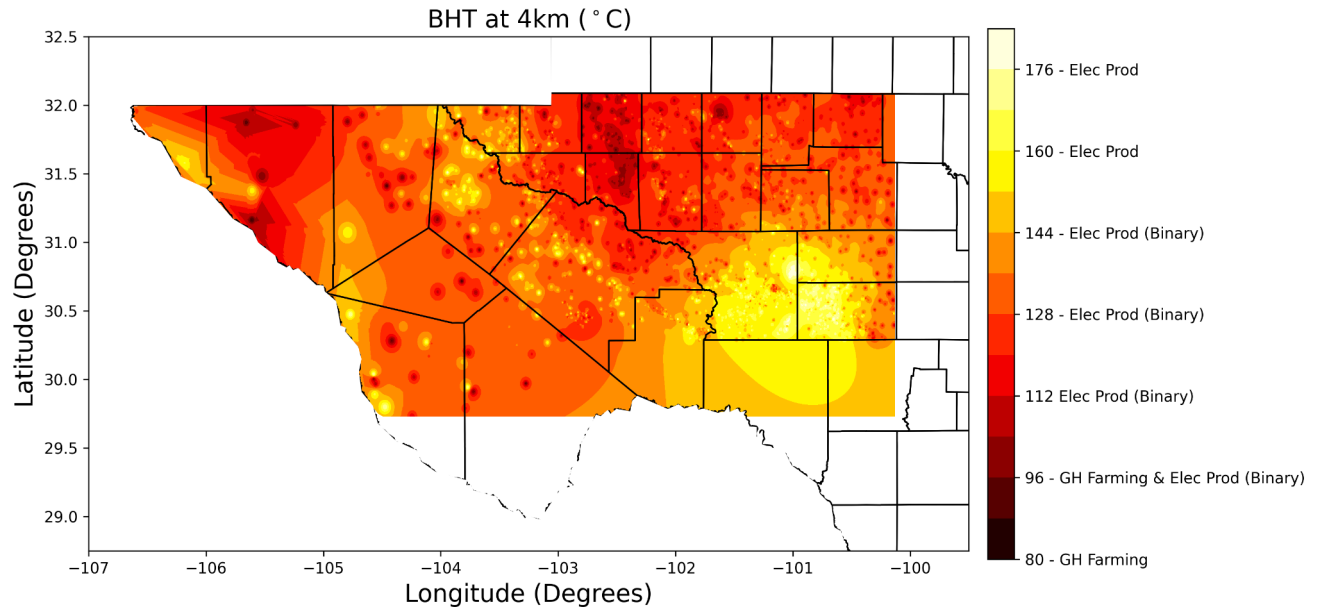 BHT at 4km (°C)
Latitude (Degrees)
32.5
32.0
31.5
31.0
30.5
30.0
29.5
29.0
−107
−106
−105
−104
−103
−102
−101
−100
Longitude (Degrees)
176 - Elec Prod
160 - Elec Prod
144 - Elec Prod (Binary)
128 - Elec Prod (Binary)
112 Elec Prod (Binary)
96 - GH Farming & Elec Prod (Binary)
80 - GH Farming